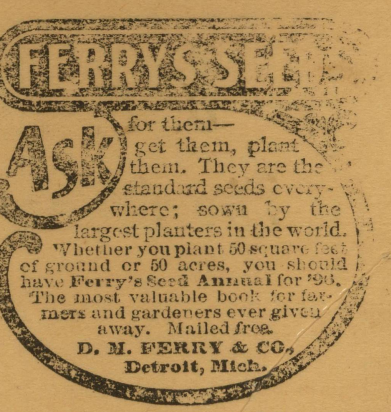 FERRY'S SEEDS
Ask for them—
get them, plant
them. They are the
standard seeds every-
where; sown by the
largest planters in the world.
Whether you plant 50 square feet
of ground or 50 acres, you should
have Ferry's Seed Annual for '96.
The most valuable book for far-
mers and gardeners ever given
away. Mailed free.
D. M. FERRY & CO.,
Detroit, Mich.